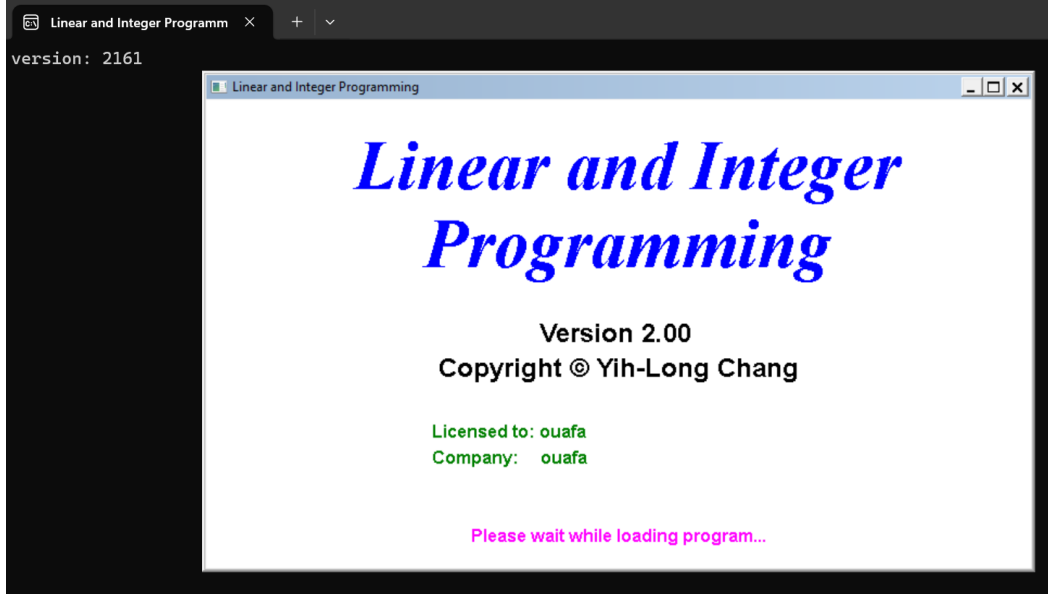 Linear and Integer Programm
version: 2161
Linear and Integer Programming
Linear and Integer
Programming
Version 2.00
Copyright © Yih-Long Chang
Licensed to: ouafa
Company: ouafa
Please wait while loading program...